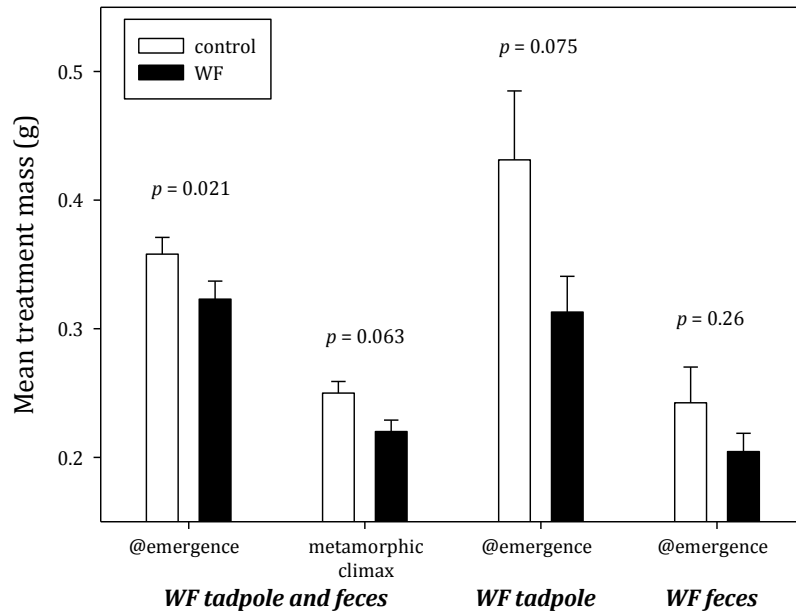 control
WF
p = 0.021
p = 0.063
p = 0.075
p = 0.26
Mean treatment mass (g)
0.5
0.4
0.3
0.2
@emergence
metamorphic
climax
@emergence
@emergence
WF tadpole and feces
WF tadpole
WF feces